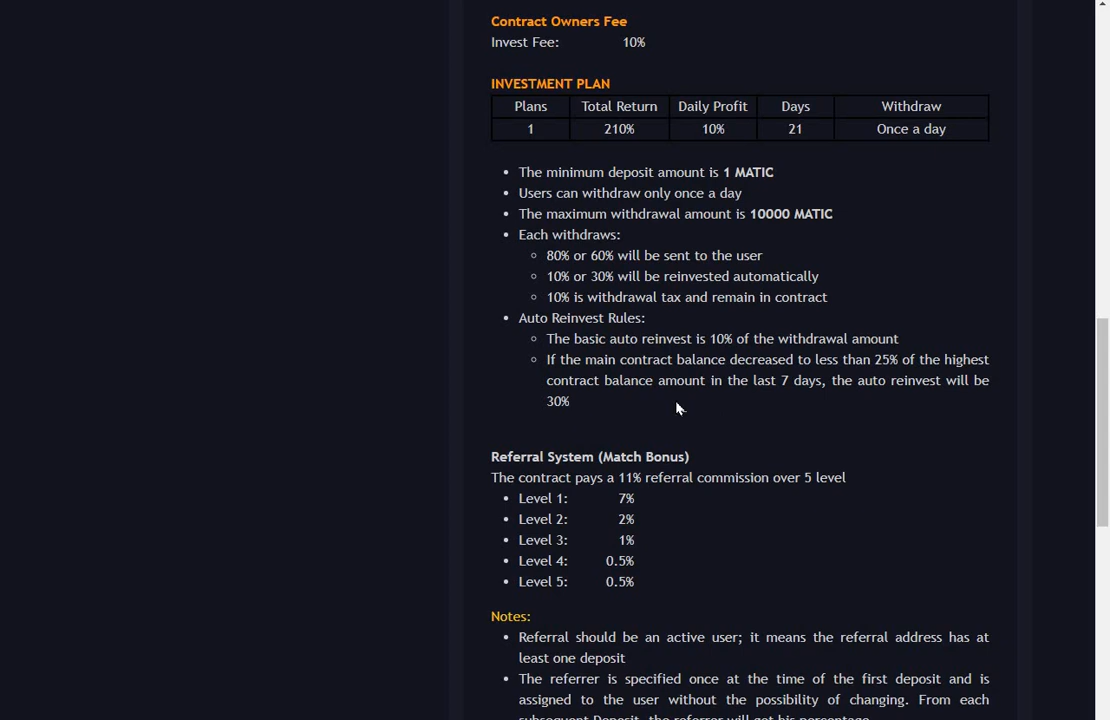 Contract Owners Fee
Invest Fee: 10%
INVESTMENT PLAN
Plans Total Return Daily Profit Days Withdraw
1 210% 10% 21 Once a day
• The minimum deposit amount is 1 MATIC
• Users can withdraw only once a day
• The maximum withdrawal amount is 10000 MATIC
• Each withdraws:
◦ 80% or 60% will be sent to the user
◦ 10% or 30% will be reinvested automatically
◦ 10% is withdrawal tax and remain in contract
• Auto Reinvest Rules:
◦ The basic auto reinvest is 10% of the withdrawal amount
◦ If the main contract balance decreased to less than 25% of the highest
contract balance amount in the last 7 days, the auto reinvest will be
30%
Referral System (Match Bonus)
The contract pays a 11% referral commission over 5 level
• Level 1: 7%
• Level 2: 2%
• Level 3: 1%
• Level 4: 0.5%
• Level 5: 0.5%
Notes:
• Referral should be an active user; it means the referral address has at
least one deposit
• The referrer is specified once at the time of the first deposit and is
assigned to the user without the possibility of changing. From each
subsequent Deposit, the referrer will get his percentage